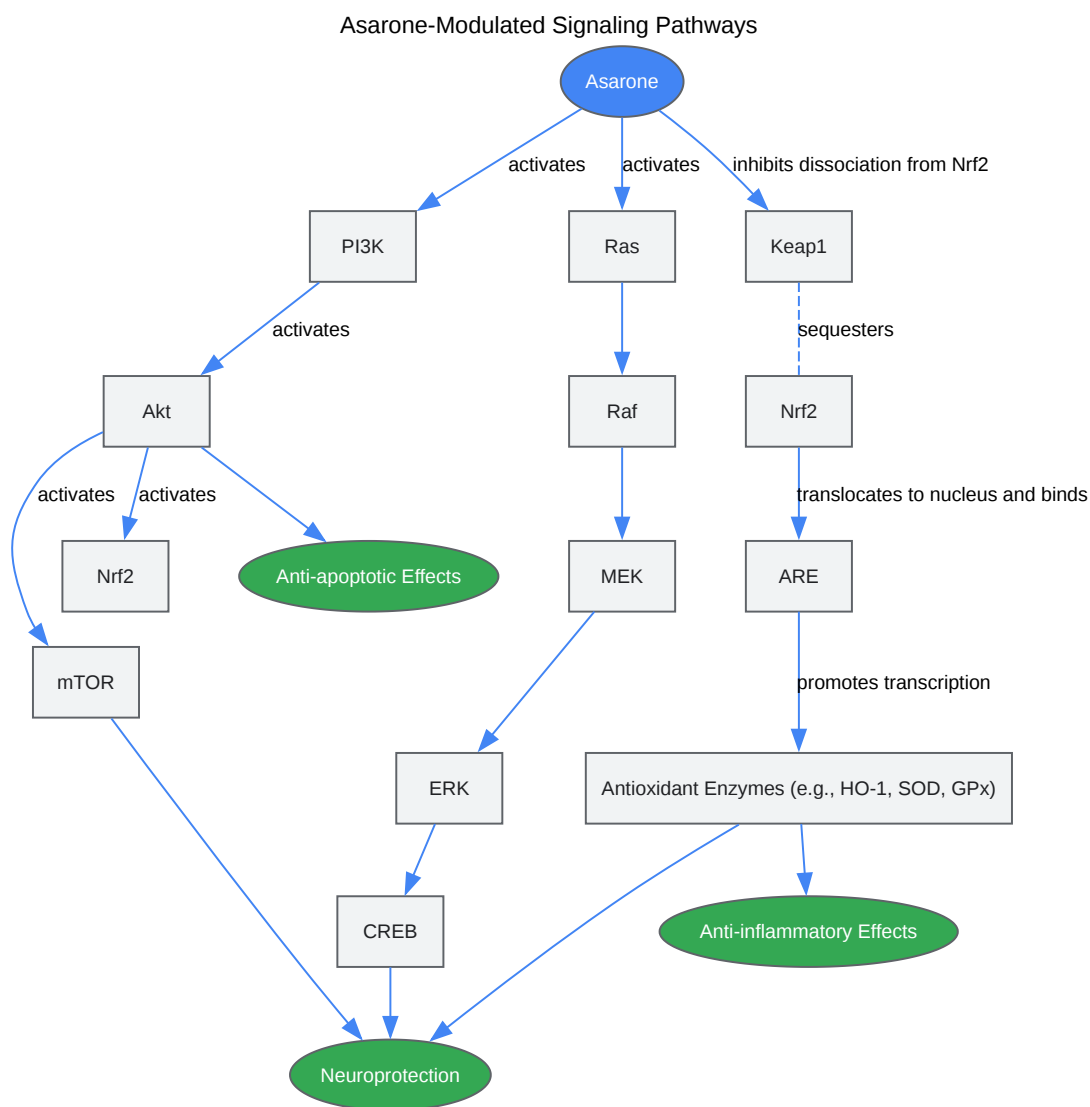 Asarone-Modulated Signaling Pathways
Asarone
activates
activates
inhibits dissociation from Nrf2
PI3K
Ras
Keap1
activates
sequesters
Akt
Raf
Nrf2
activates
activates
translocates to nucleus and binds
Nrf2
Anti-apoptotic Effects
MEK
ARE
mTOR
promotes transcription
ERK
Antioxidant Enzymes (e.g., HO-1, SOD, GPx)
CREB
Anti-inflammatory Effects
Neuroprotection